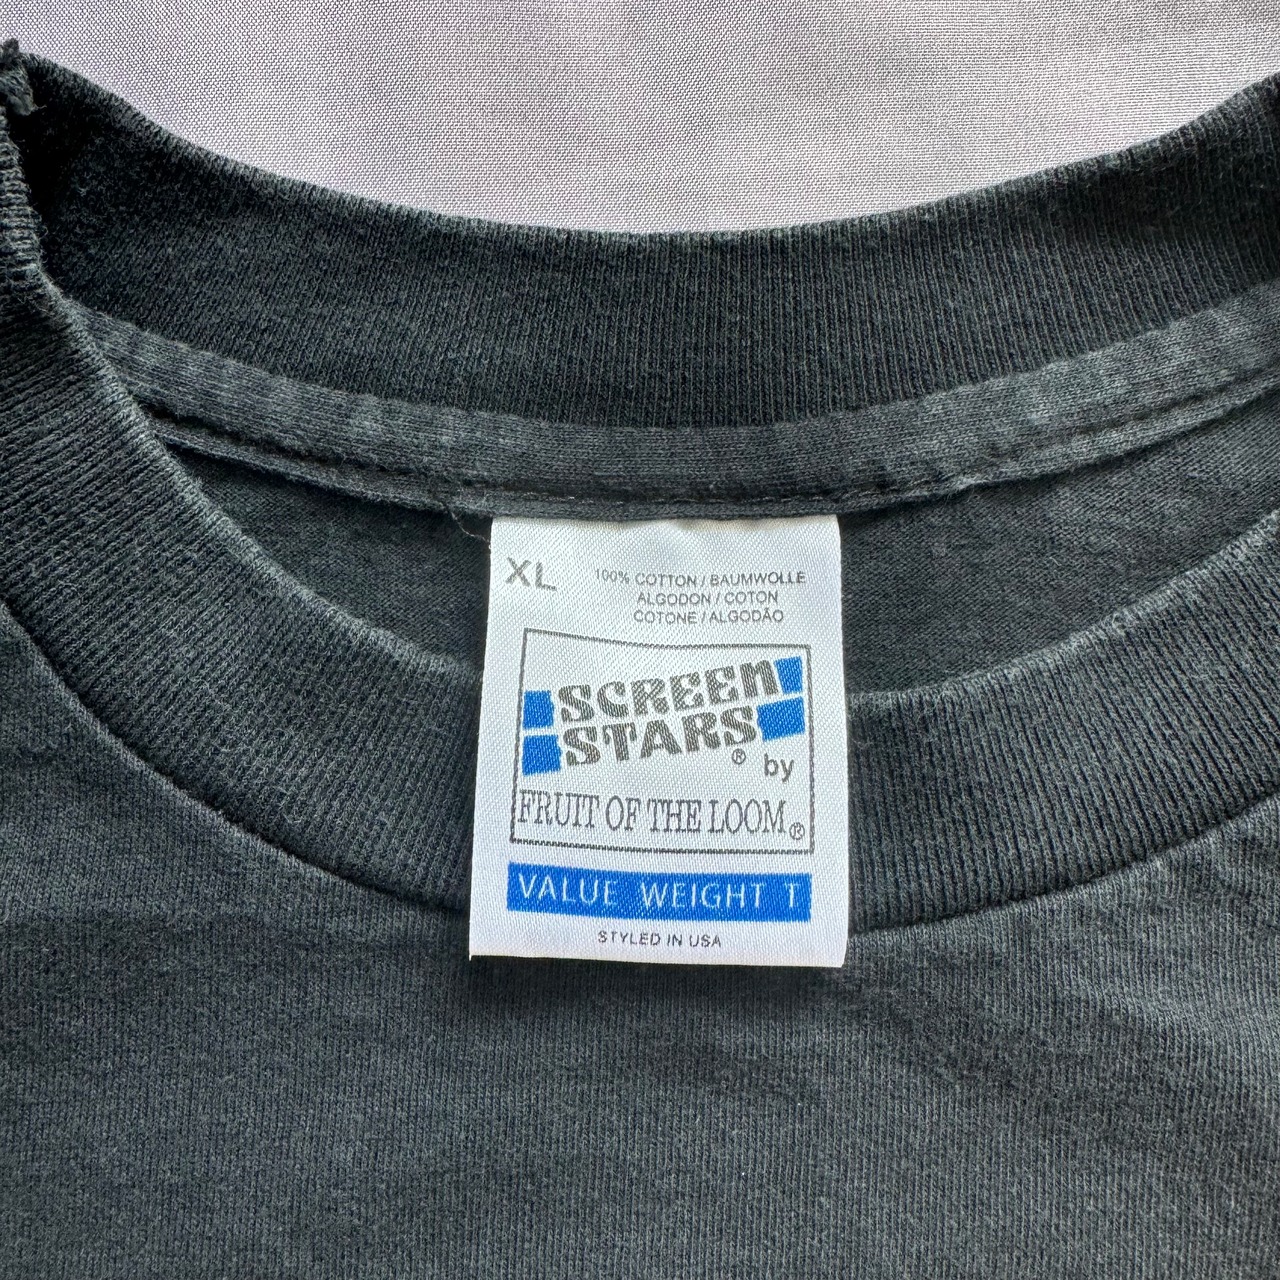 XL
100% COTTON / BAUMWOLLE
ALGODON / COTON
COTONE / ALGODÃO
SCREEN
STARS® by
FRUIT OF THE LOOM®
VALUE WEIGHT T
STYLED IN USA